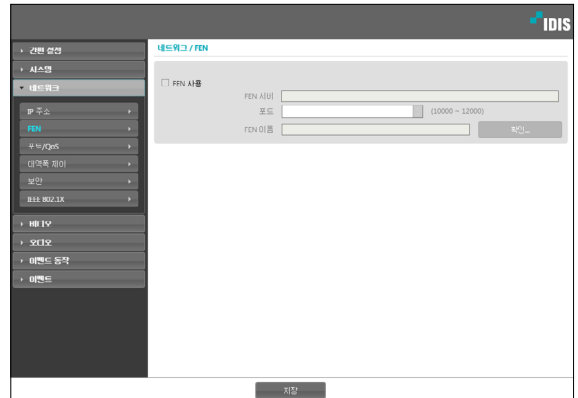 IDIS
간편 설정
시스템
네트워크
IP 주소
FEN
포트/QoS
대역폭 제어
보안
IEEE 802.1X
비디오
오디오
이벤트 동작
이벤트
네트워크 / FEN
FEN 사용
FEN 서버
포트 (10000 ~ 12000)
FEN 이름 확인...
저장